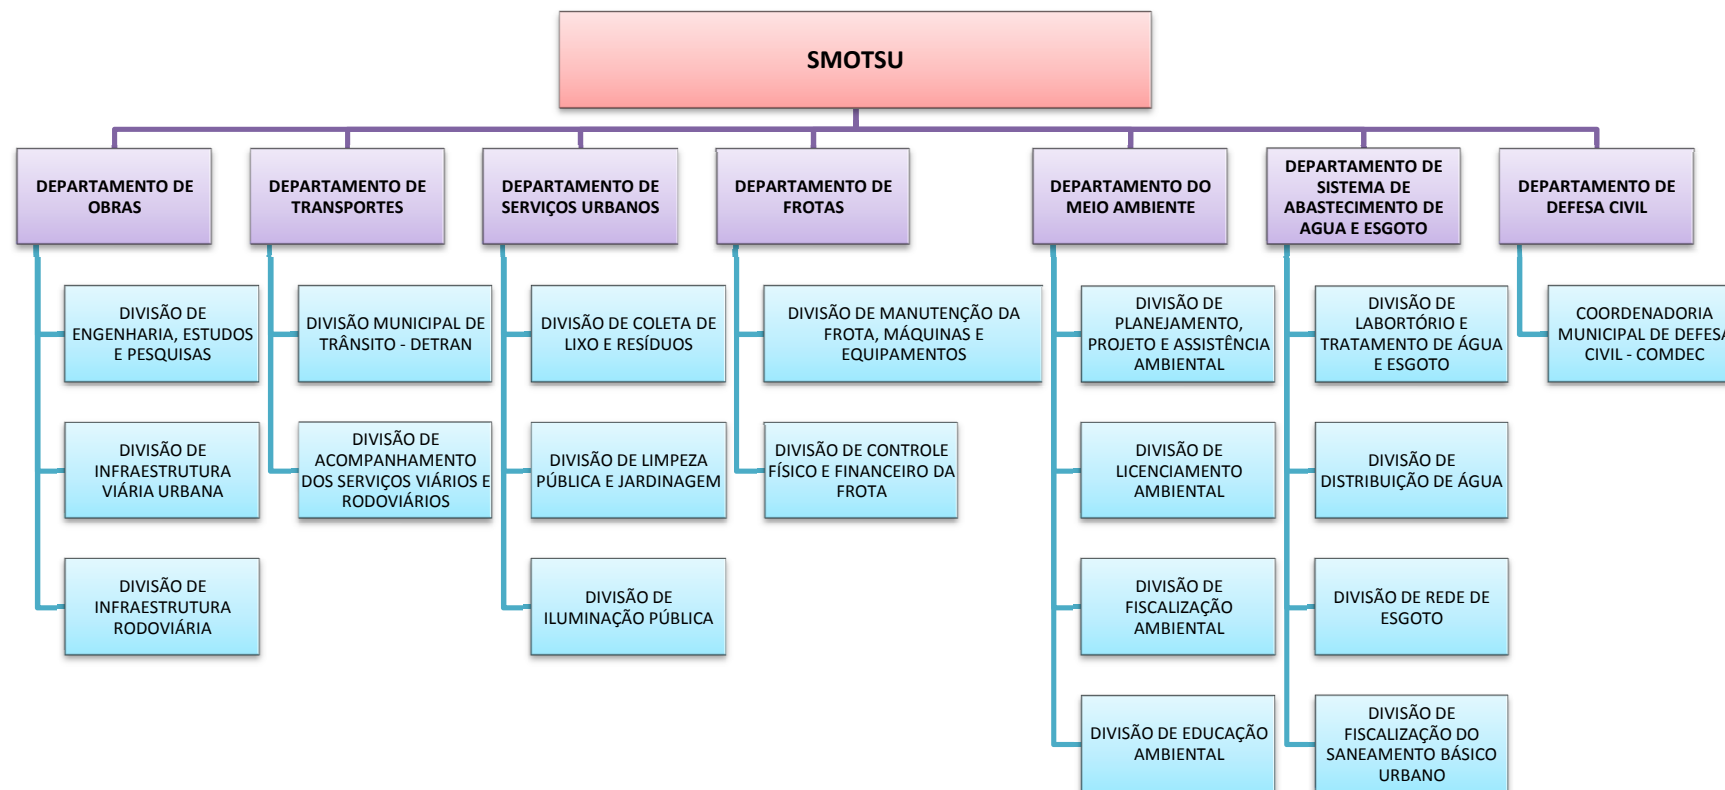 SMOTSU
DEPARTAMENTO DE
OBRAS
DIVISÃO DE
ENGENHARIA, ESTUDOS
E PESQUISAS
DIVISÃO DE
INFRAESTRUTURA
VIÁRIA URBANA
DIVISÃO DE
INFRAESTRUTURA
RODOVIÁRIA
DEPARTAMENTO DE
TRANSPORTES
DIVISÃO MUNICIPAL DE
TRÂNSITO - DETRAN
DIVISÃO DE
ACOMPANHAMENTO
DOS SERVIÇOS VIÁRIOS E
RODOVIÁRIOS
DEPARTAMENTO DE
SERVIÇOS URBANOS
DIVISÃO DE COLETA DE
LIXO E RESÍDUOS
DIVISÃO DE LIMPEZA
PÚBLICA E JARDINAGEM
DIVISÃO DE
ILUMINAÇÃO PÚBLICA
DEPARTAMENTO DE
FROTAS
DIVISÃO DE MANUTENÇÃO DA
FROTA, MÁQUINAS E
EQUIPAMENTOS
DIVISÃO DE CONTROLE
FÍSICO E FINANCEIRO DA
FROTA
DEPARTAMENTO DO
MEIO AMBIENTE
DIVISÃO DE
PLANEJAMENTO,
PROJETO E ASSISTÊNCIA
AMBIENTAL
DIVISÃO DE
LICENCIAMENTO
AMBIENTAL
DIVISÃO DE
FISCALIZAÇÃO
AMBIENTAL
DIVISÃO DE EDUCAÇÃO
AMBIENTAL
DEPARTAMENTO DE
SISTEMA DE
ABASTECIMENTO DE
AGUA E ESGOTO
DIVISÃO DE
LABORTÓRIO E
TRATAMENTO DE ÁGUA
E ESGOTO
DIVISÃO DE
DISTRIBUIÇÃO DE ÁGUA
DIVISÃO DE REDE DE
ESGOTO
DIVISÃO DE
FISCALIZAÇÃO DO
SANEAMENTO BÁSICO
URBANO
DEPARTAMENTO DE
DEFESA CIVIL
COORDENADORIA
MUNICIPAL DE DEFESA
CIVIL - COMDEC